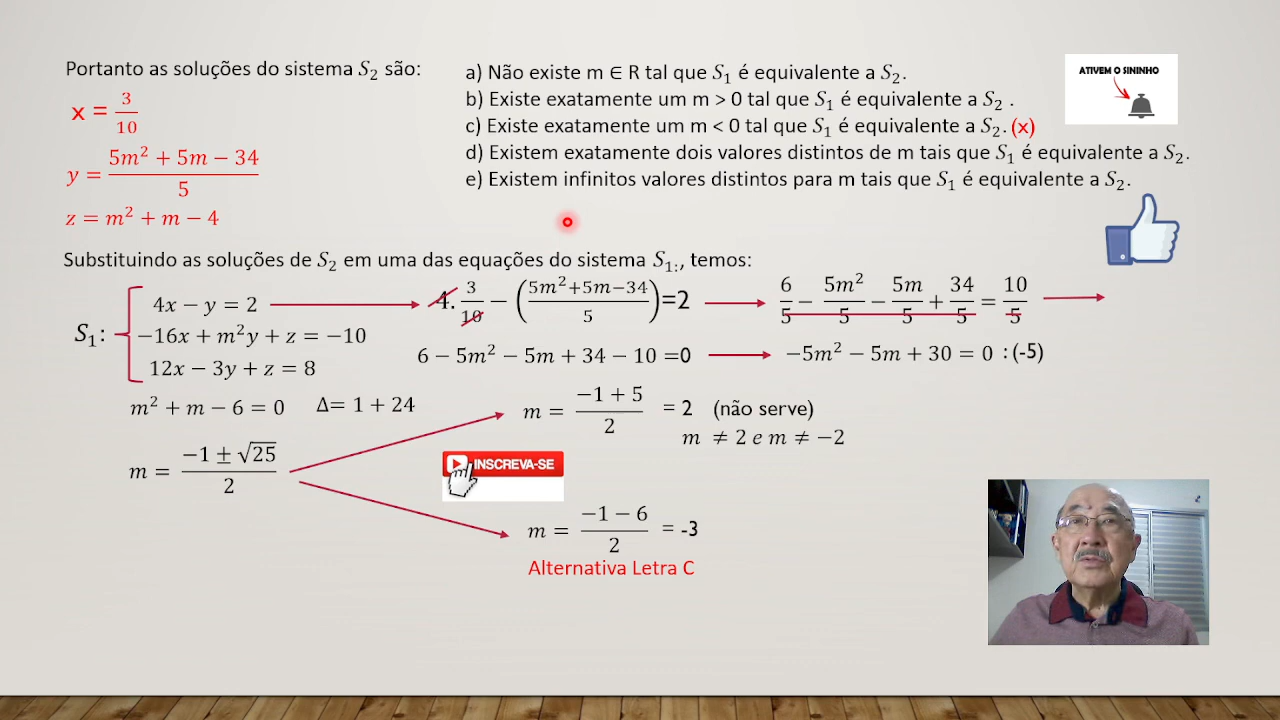 Portanto as soluções do sistema S₂ são:
x = 3/10
y = (5m² + 5m − 34)/5
z = m² + m − 4
a) Não existe m ∈ R tal que S₁ é equivalente a S₂.
b) Existe exatamente um m > 0 tal que S₁ é equivalente a S₂ .
c) Existe exatamente um m < 0 tal que S₁ é equivalente a S₂. (x)
d) Existem exatamente dois valores distintos de m tais que S₁ é equivalente a S₂.
e) Existem infinitos valores distintos para m tais que S₁ é equivalente a S₂.
ATIVEM O SININHO
Substituindo as soluções de S₂ em uma das equações do sistema S₁:, temos:
S₁:
4x − y = 2
−16x + m²y + z = −10
12x − 3y + z = 8
4. 3/10 − ((5m²+5m−34)/5)=2
6/5 − 5m²/5 − 5m/5 + 34/5 = 10/5
6 − 5m² − 5m + 34 − 10 =0
−5m² − 5m + 30 = 0 : (-5)
m² + m − 6 = 0
Δ= 1 + 24
m = (−1 + 5)/2 = 2 (não serve)
m ≠ 2 e m ≠ −2
m = (−1 ± √25)/2
INSCREVA-SE
m = (−1 − 6)/2 = -3
Alternativa Letra C